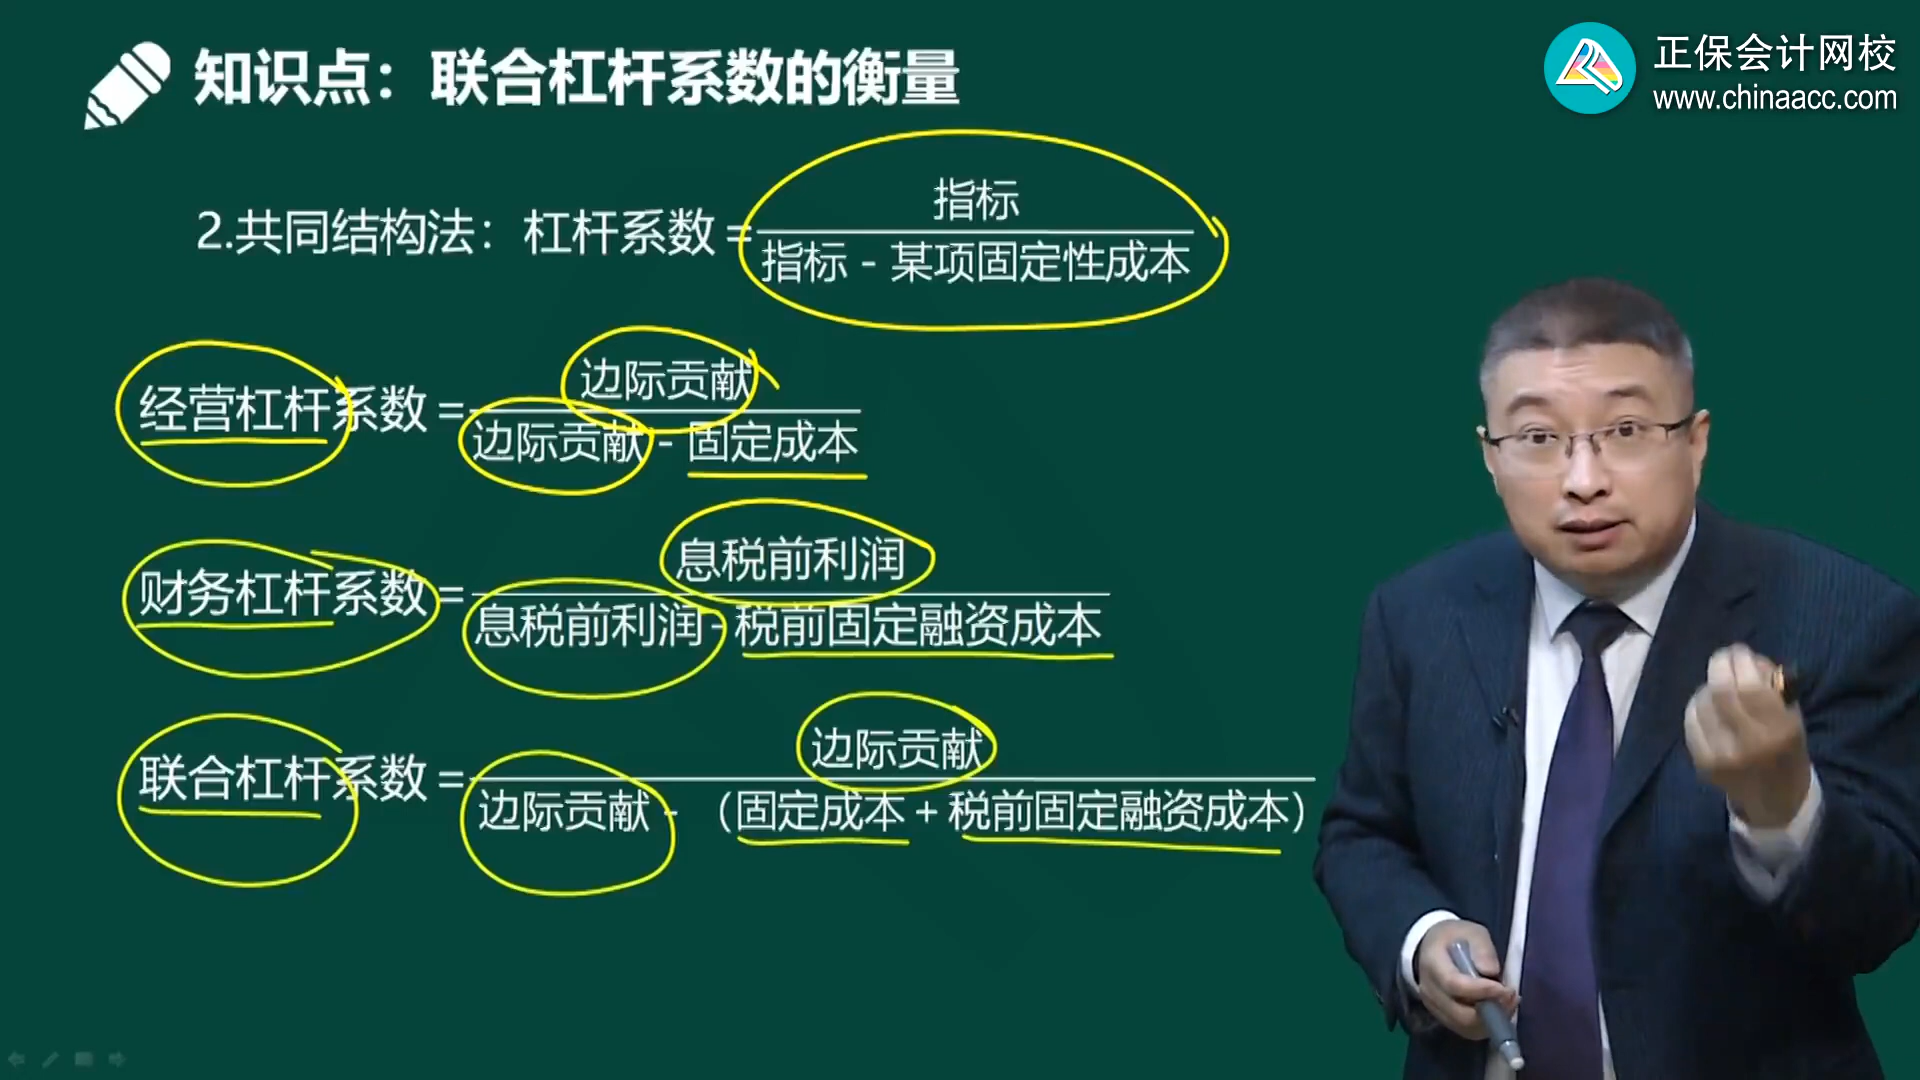 知识点：联合杠杆系数的衡量
正保会计网校
www.chinaacc.com
2.共同结构法：杠杆系数=指标
指标-某项固定性成本
经营杠杆系数=边际贡献
边际贡献-固定成本
财务杠杆系数=息税前利润
息税前利润-税前固定融资成本
联合杠杆系数=边际贡献
边际贡献-（固定成本+税前固定融资成本）